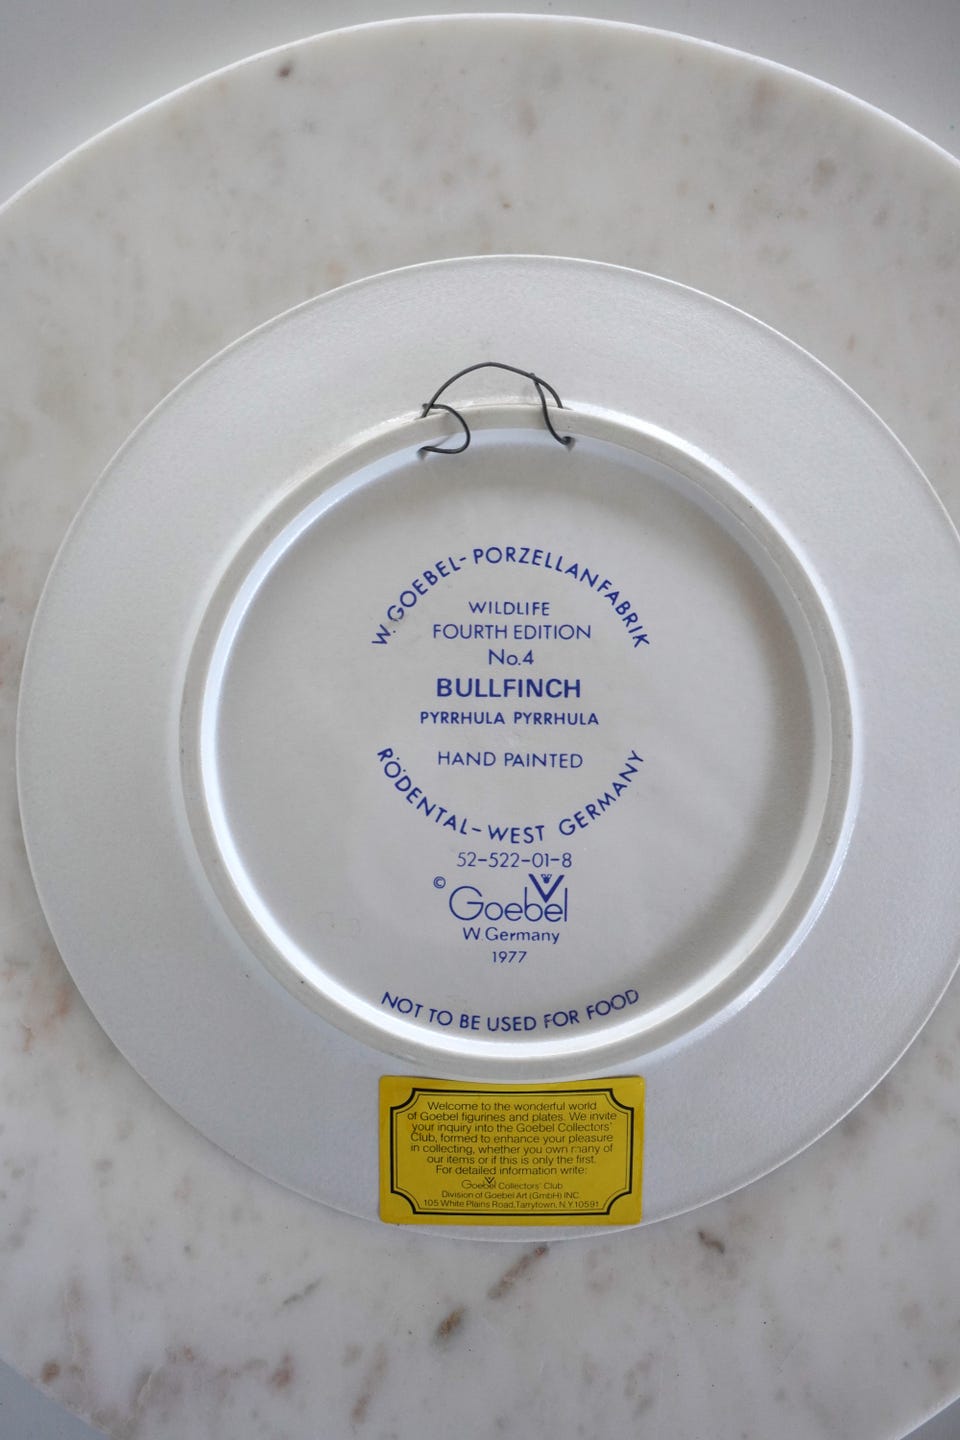 W. GOEBEL-PORZELLANFABRIK
WILDLIFE
FOURTH EDITION
No.4
BULLFINCH
PYRRHULA PYRRHULA
HAND PAINTED
RÖDENTAL-WEST GERMANY
52-522-01-8
© Goebel
W. Germany
1977
NOT TO BE USED FOR FOOD
Welcome to the wonderful world
of Goebel figurines and plates. We invite
your inquiry into the Goebel Collectors'
Club, formed to enhance your pleasure
in collecting, whether you own many of
our items or if this is only the first.
For detailed information write:
Goebel Collectors' Club
Division of Goebel Art (GmbH) INC.
105 White Plains Road, Tarrytown, N.Y. 10591